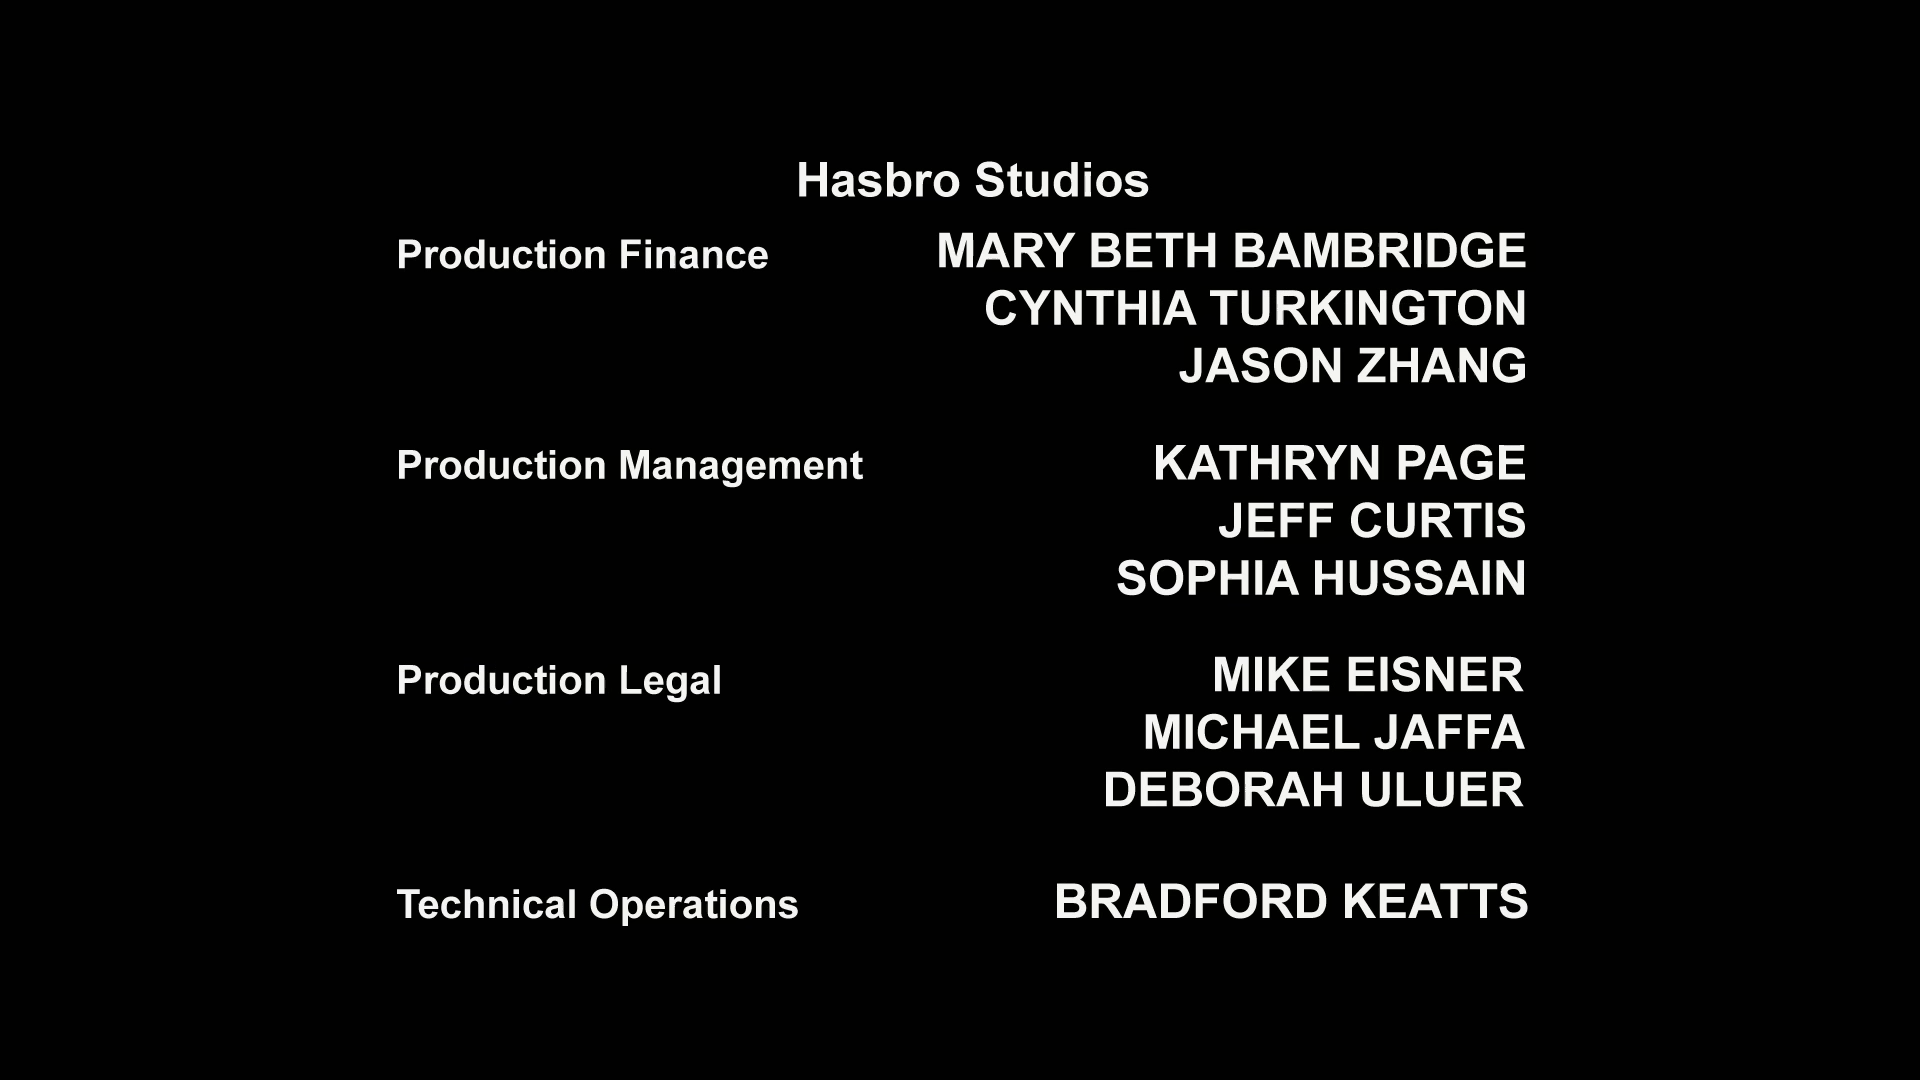 Hasbro Studios
Production Finance MARY BETH BAMBRIDGE
CYNTHIA TURKINGTON
JASON ZHANG
Production Management KATHRYN PAGE
JEFF CURTIS
SOPHIA HUSSAIN
Production Legal MIKE EISNER
MICHAEL JAFFA
DEBORAH ULUER
Technical Operations BRADFORD KEATTS